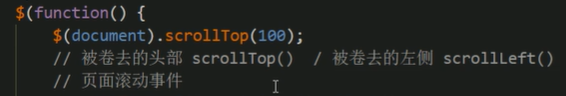 $(function() {
$(document).scrollTop(100);
// 被卷去的头部 scrollTop()  / 被卷去的左侧 scrollLeft()
// 页面滚动事件